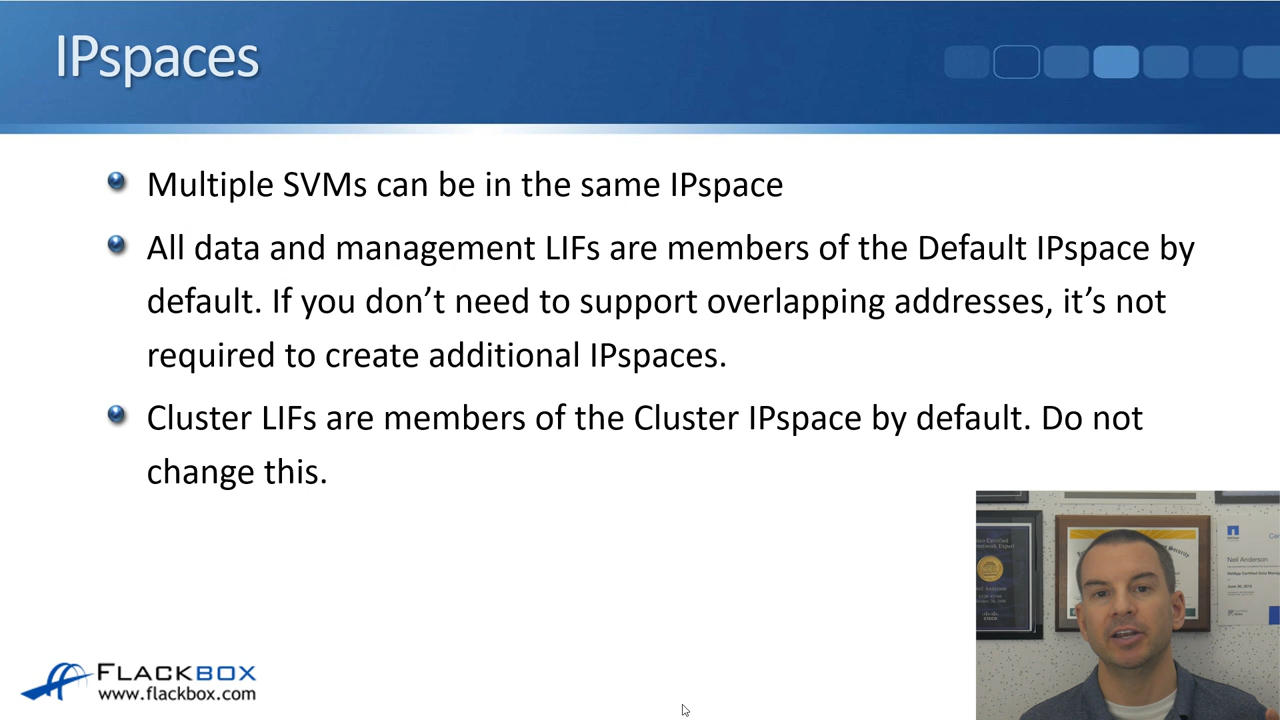 IPspaces
Multiple SVMs can be in the same IPspace
All data and management LIFs are members of the Default IPspace by
default. If you don’t need to support overlapping addresses, it’s not
required to create additional IPspaces.
Cluster LIFs are members of the Cluster IPspace by default. Do not
change this.
Neil Anderson
FLACKBOX
www.flackbox.com